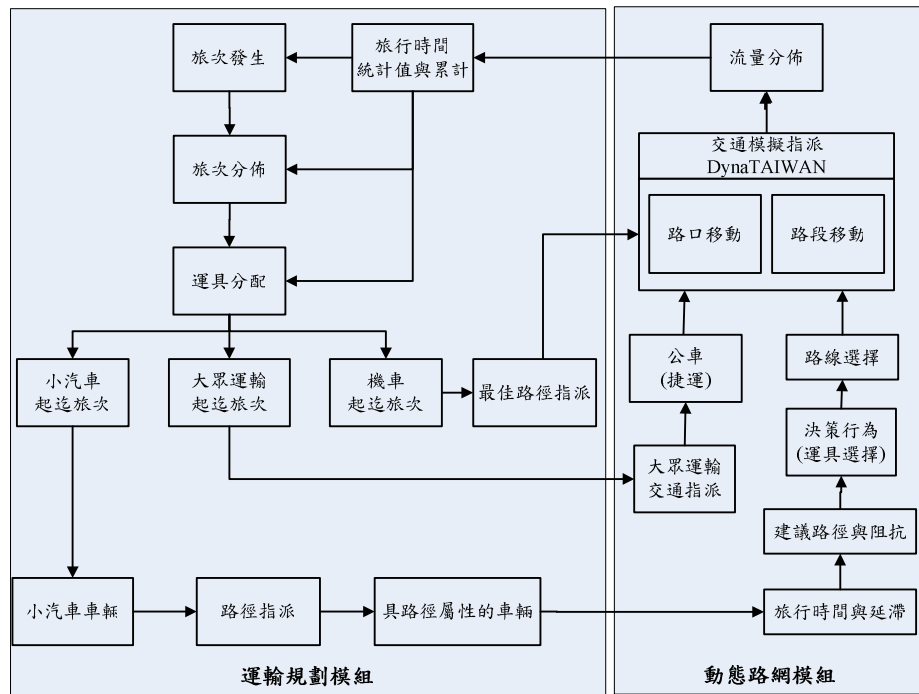 旅次發生
旅行時間
統計值與累計
流量分佈
旅次分佈
交通模擬指派
DynaTAIWAN
路口移動
路段移動
運具分配
小汽車
起迄旅次
大眾運輸
起迄旅次
機車
起迄旅次
最佳路徑指派
公車
(捷運)
路線選擇
決策行為
(運具選擇)
大眾運輸
交通指派
建議路徑與阻抗
小汽車車輛
路徑指派
具路徑屬性的車輛
旅行時間與延滯
運輸規劃模組
動態路網模組